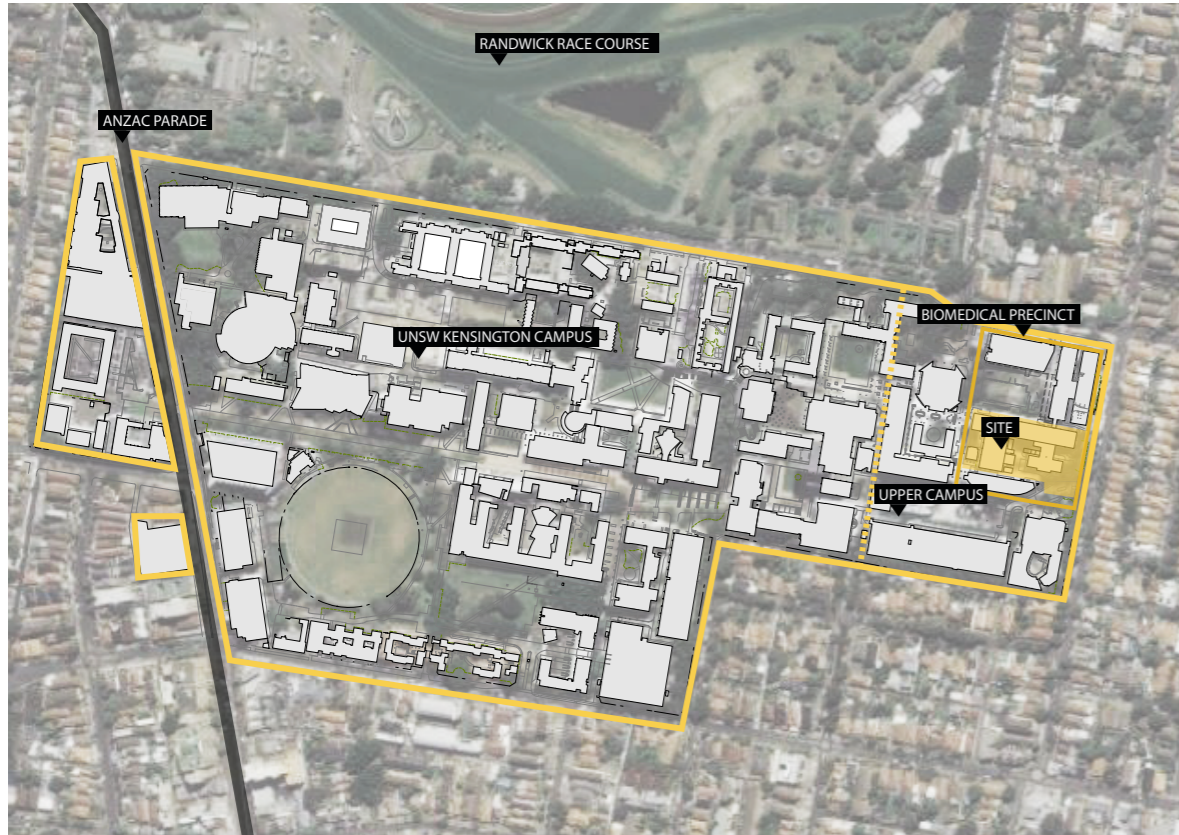 RANDWICK RACE COURSE
ANZAC PARADE
BIOMEDICAL PRECINCT
UNSW KENSINGTON CAMPUS
SITE
UPPER CAMPUS